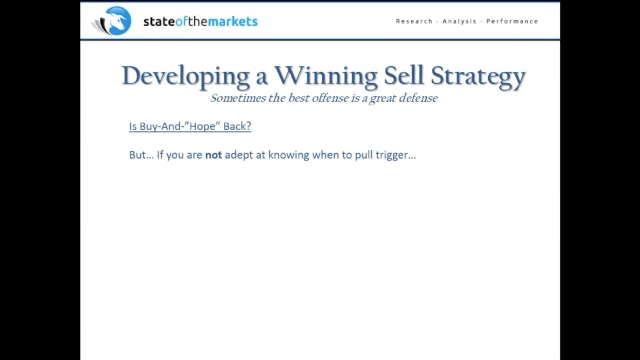 stateofthemarkets
Research - Analysis - Performance
Developing a Winning Sell Strategy
Sometimes the best offense is a great defense
Is Buy-And-"Hope" Back?
But... If you are not adept at knowing when to pull trigger...